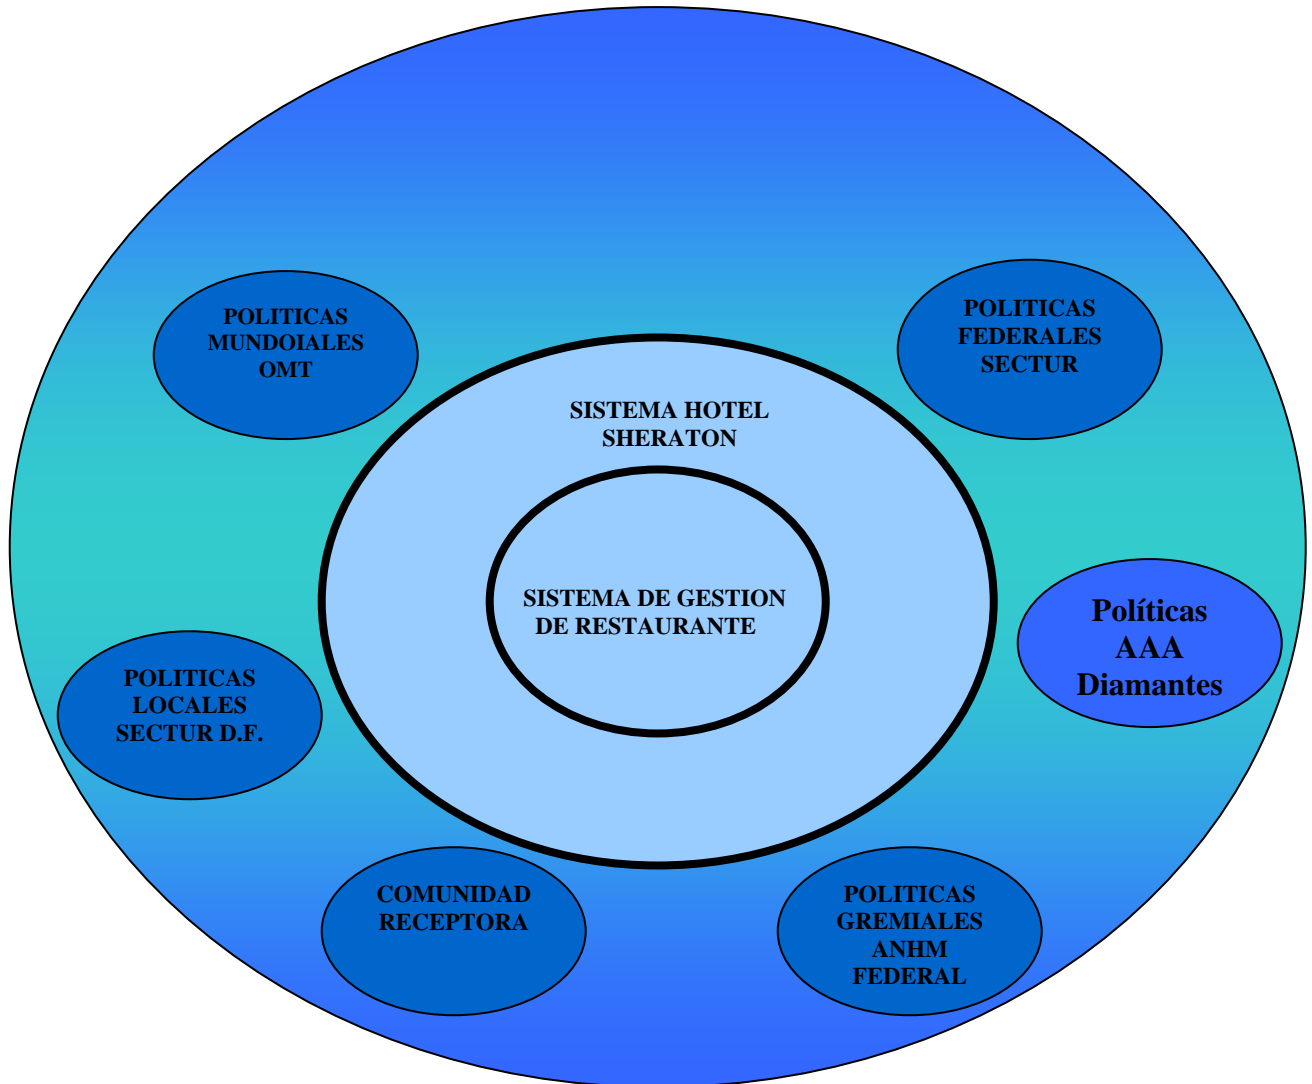 POLITICAS
MUNDOIALES
OMT
POLITICAS
FEDERALES
SECTUR
SISTEMA HOTEL
SHERATON
SISTEMA DE GESTION
DE RESTAURANTE
Políticas
AAA
Diamantes
POLITICAS
LOCALES
SECTUR D.F.
COMUNIDAD
RECEPTORA
POLITICAS
GREMIALES
ANHM
FEDERAL